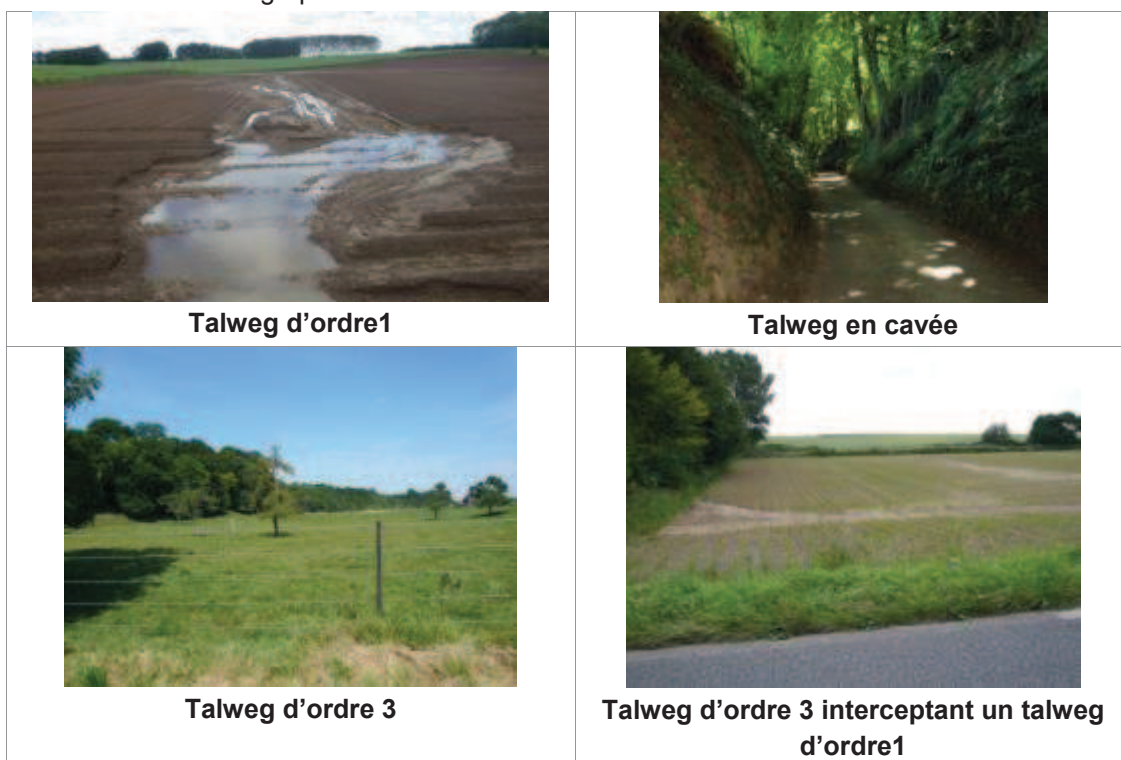 Talweg d'ordre1
Talweg en cavée
Talweg d'ordre 3
Talweg d'ordre 3 interceptant un talweg
d'ordre1